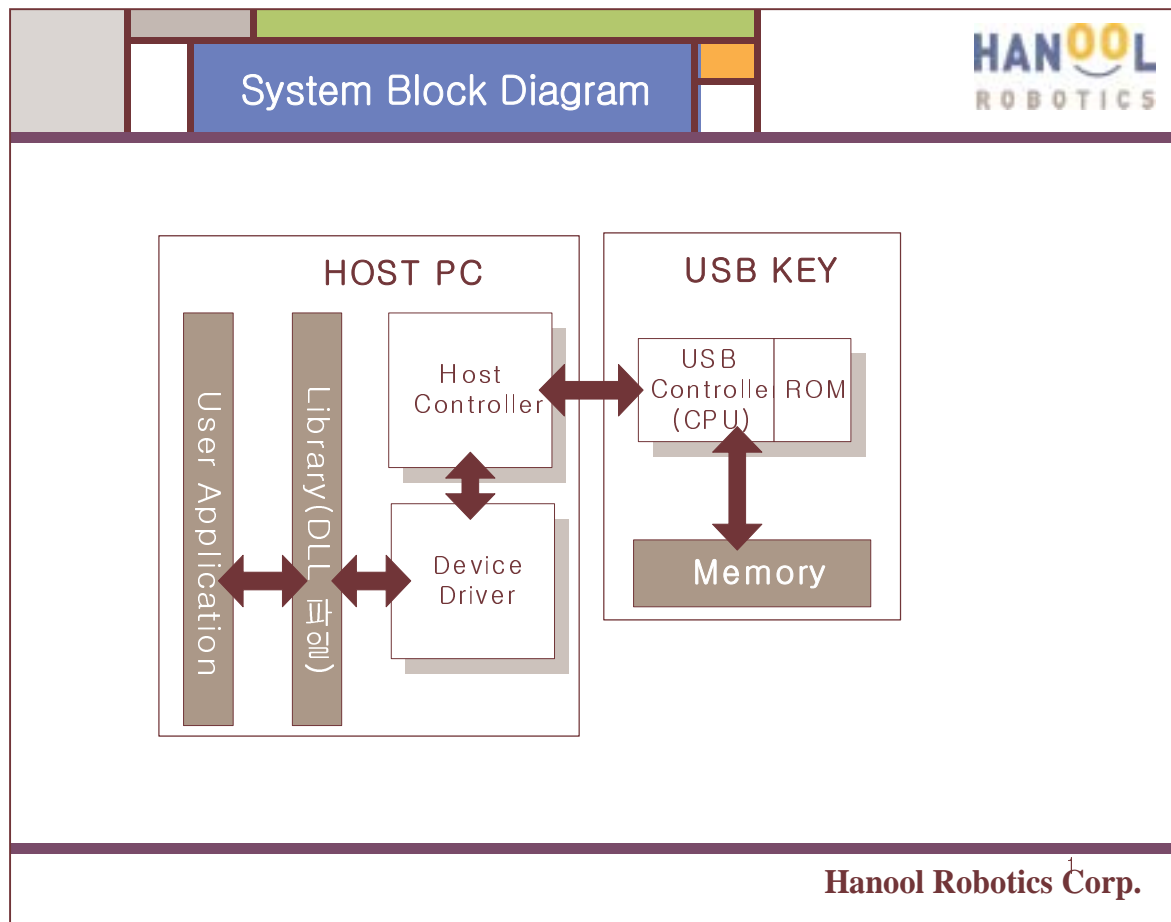 System Block Diagram
HANOOL
ROBOTICS
HOST PC
USB KEY
User Application
Library(DLL 파일)
Host
Controller
Device
Driver
USB
Controller
(CPU)
ROM
Memory
1
Hanool Robotics Corp.